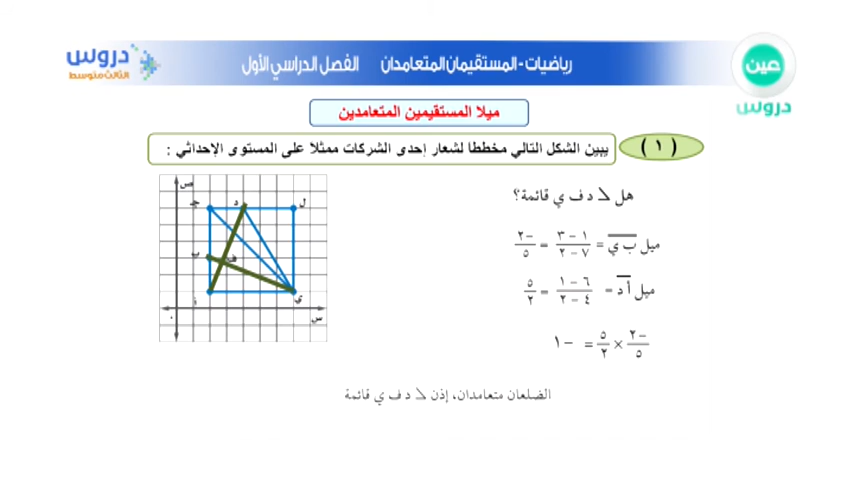 دروس
الثالث متوسط
رياضيات - المستقيمان المتعامدان الفصل الدراسي الأول
عين
دروس
ميلا المستقيمين المتعامدين
( ١ ) يبين الشكل التالي مخططا لشعار إحدى الشركات ممثلا على المستوى الإحداثي :
هل ∠ د ف ي قائمة؟
ميل ب ي = (١ - ٣)/(٧ - ٢) = -٢/٥
ميل أ د = (٦ - ١)/(٤ - ٢) = ٥/٢
-٢/٥ × ٥/٢ = -١
الضلعان متعامدان، إذن ∠ د ف ي قائمة
ص
جـ د ل
ب ف
أ ي
س